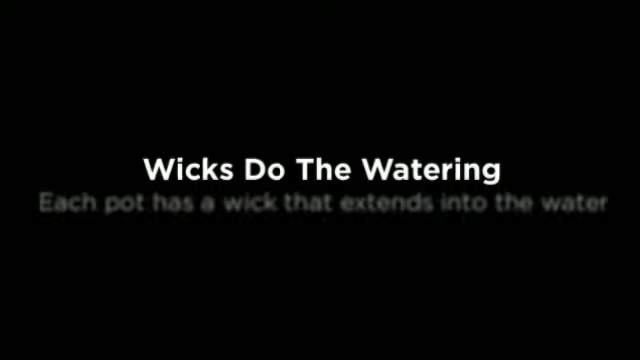 Wicks Do The Watering
Each pot has a wick that extends into the water